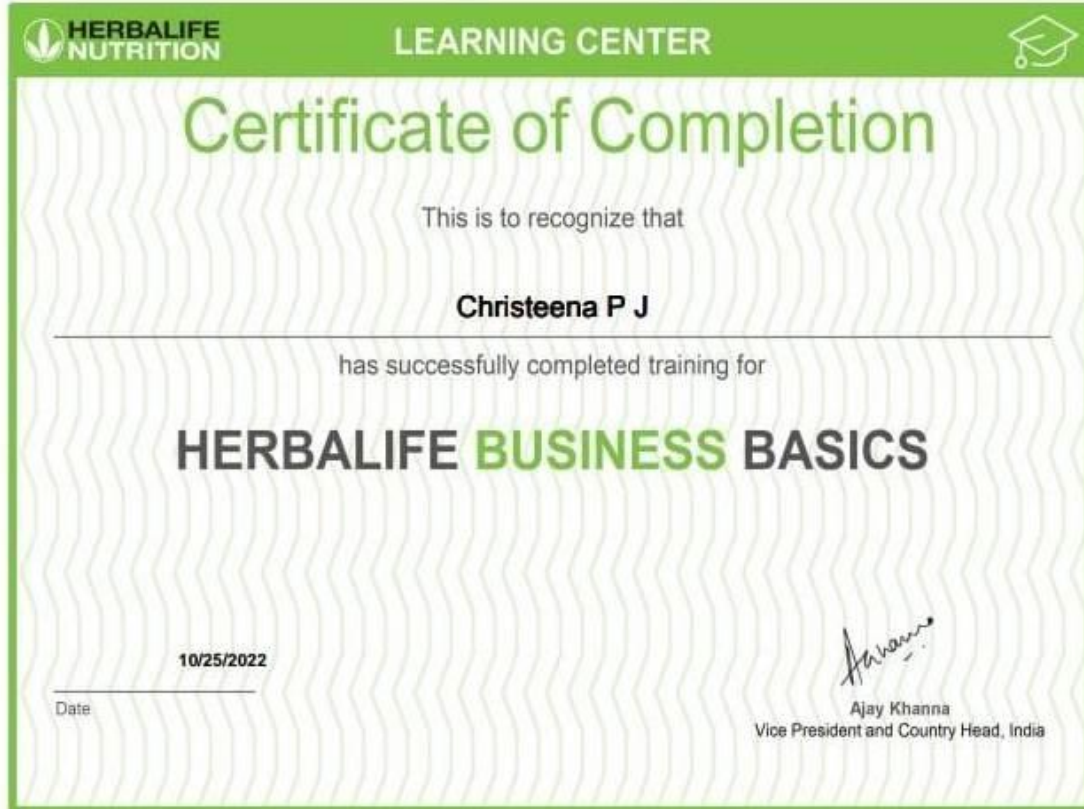 HERBALIFE
NUTRITION
LEARNING CENTER
Certificate of Completion
This is to recognize that
Christeena P J
has successfully completed training for
HERBALIFE BUSINESS BASICS
10/25/2022
Date
Ajay Khanna
Vice President and Country Head, India